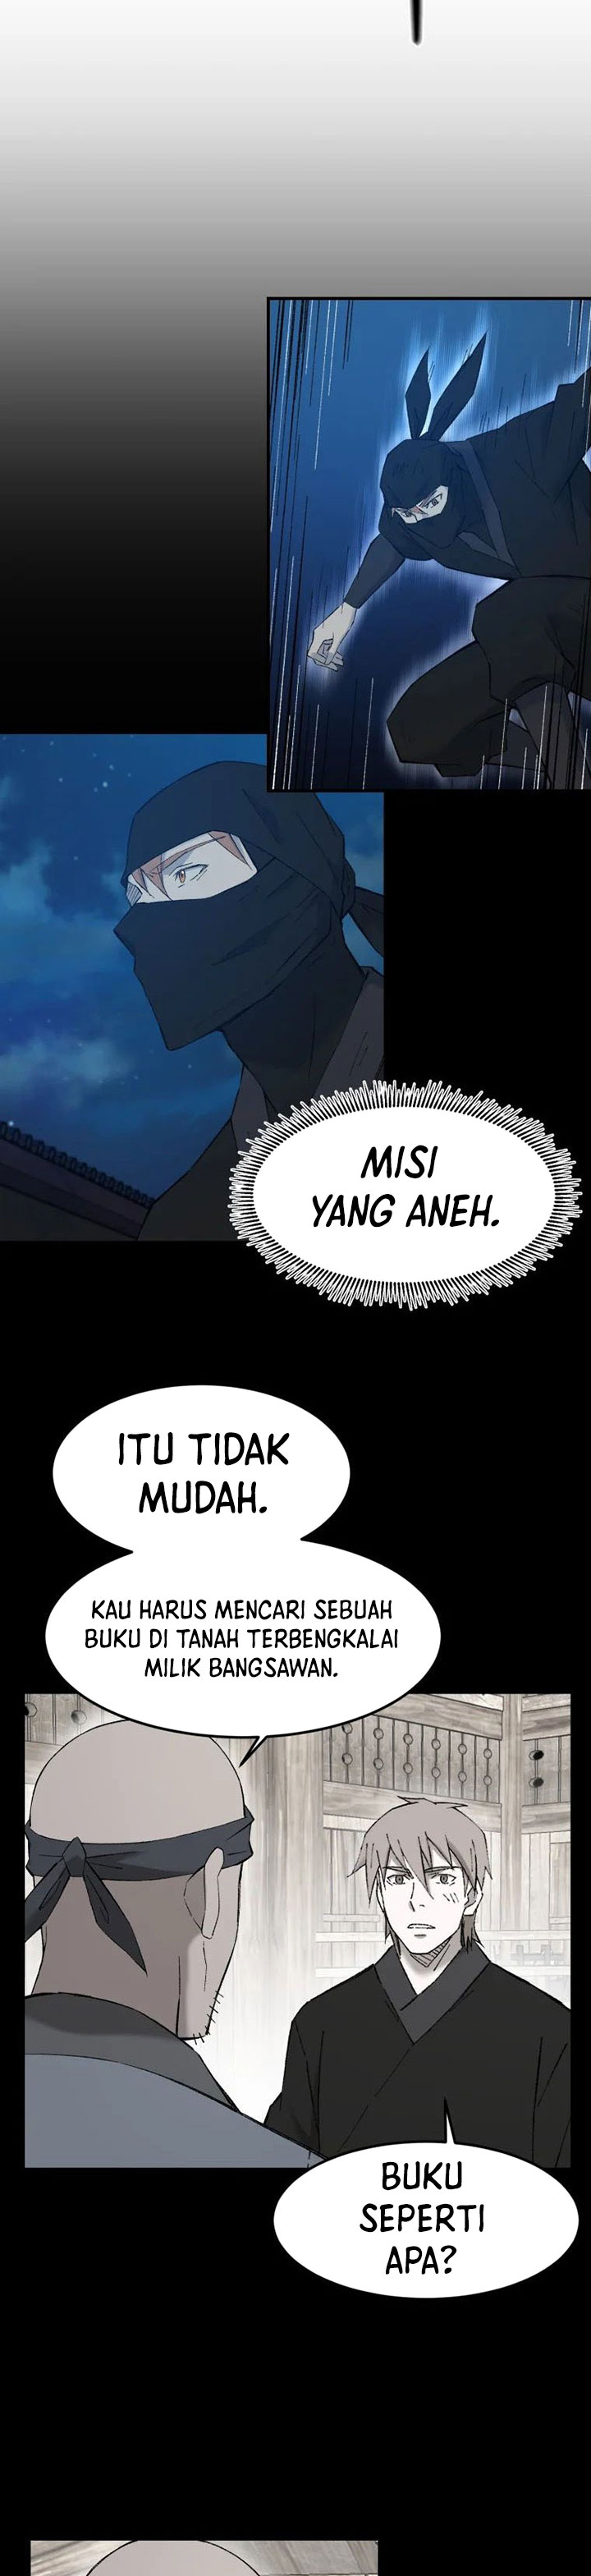 MISI
YANG ANEH.
ITU TIDAK
MUDAH.
KAU HARUS MENCARI SEBUAH
BUKU DI TANAH TERBENGKALAI
MILIK BANGSAWAN.
BUKU
SEPERTI
APA?